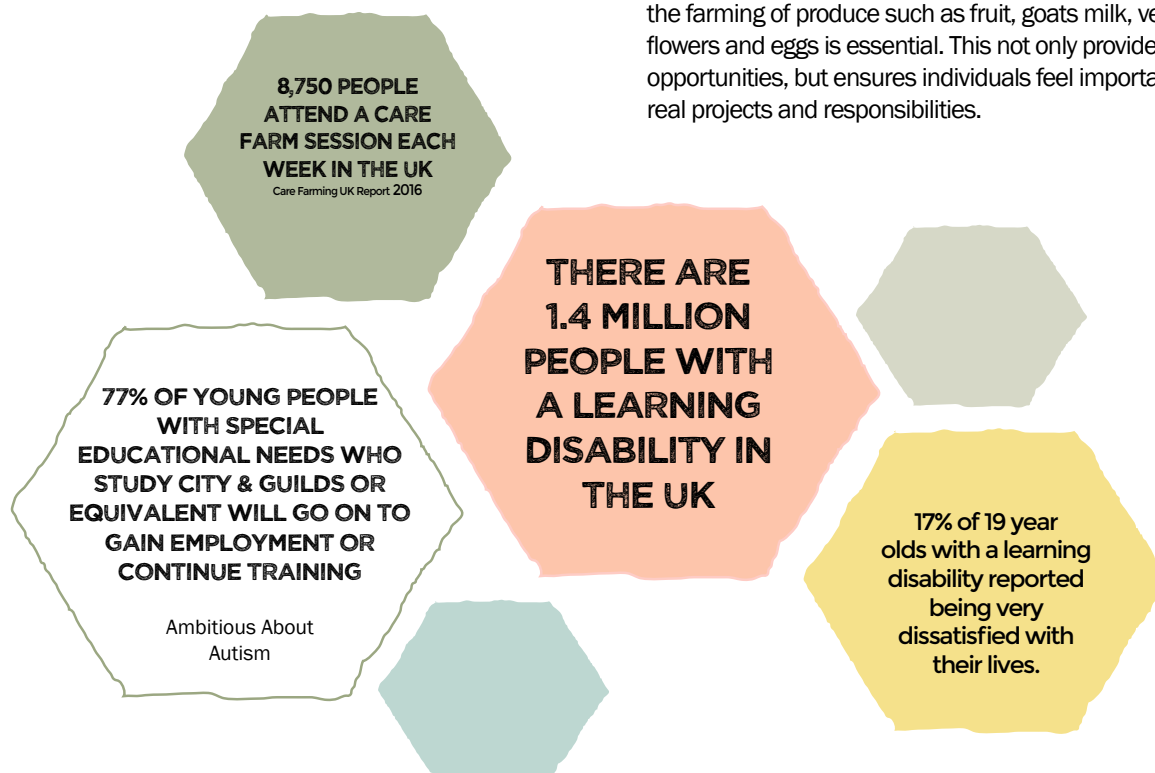 the farming of produce such as fruit, goats milk,
flowers and eggs is essential. This not only
opportunities, but ensures individuals feel
real projects and responsibilities.
8,750 PEOPLE
ATTEND A CARE
FARM SESSION EACH
WEEK IN THE UK
Care Farming UK Report 2016
THERE ARE
1.4 MILLION
PEOPLE WITH
A LEARNING
DISABILITY IN
THE UK
77% OF YOUNG PEOPLE
WITH SPECIAL
EDUCATIONAL NEEDS WHO
STUDY CITY & GUILDS OR
EQUIVALENT WILL GO ON TO
GAIN EMPLOYMENT OR
CONTINUE TRAINING
Ambitious About
Autism
17% of 19 year
olds with a learning
disability reported
being very
dissatisfied with
their lives.